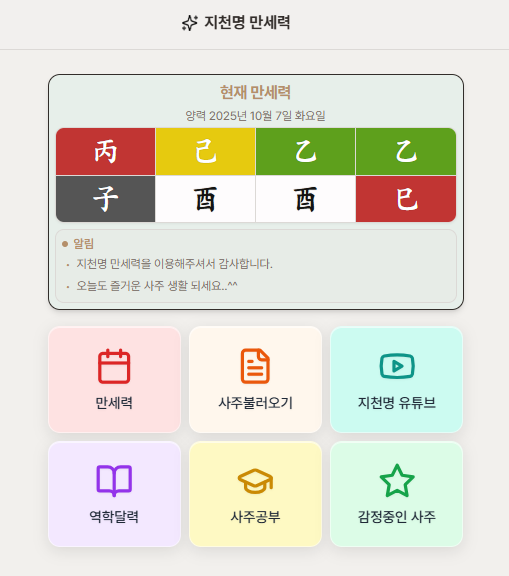 지천명 만세력
현재 만세력
양력 2025년 10월 7일 화요일
丙 己 乙 乙
子 酉 酉 巳
알림
· 지천명 만세력을 이용해주셔서 감사합니다.
· 오늘도 즐거운 사주 생활 되세요..^^
만세력 사주불러오기 지천명 유튜브
역학달력 사주공부 감정중인 사주